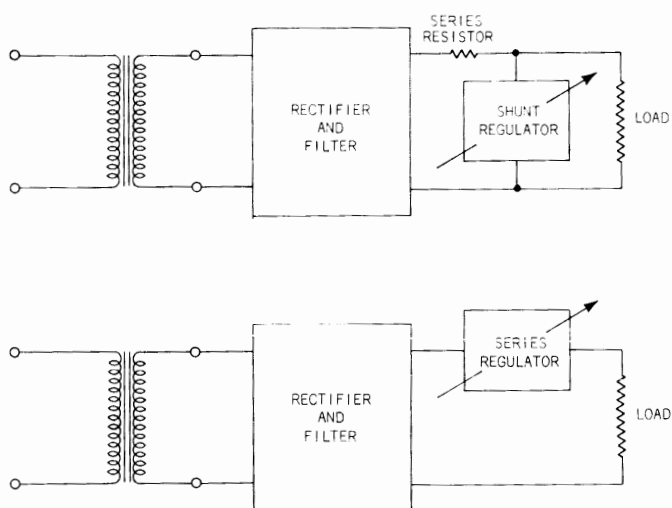 SERIES
RESISTOR
RECTIFIER
AND
FILTER
SHUNT
REGULATOR
LOAD
SERIES
REGULATOR
RECTIFIER
AND
FILTER
LOAD